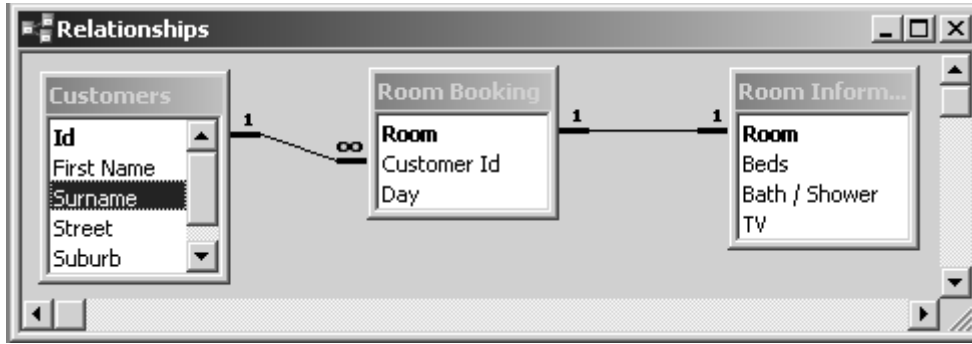 Relationships
Customers
Id
First Name
Surname
Street
Suburb
1
∞
Room Booking
Room
Customer Id
Day
1
1
Room Inform...
Room
Beds
Bath / Shower
TV